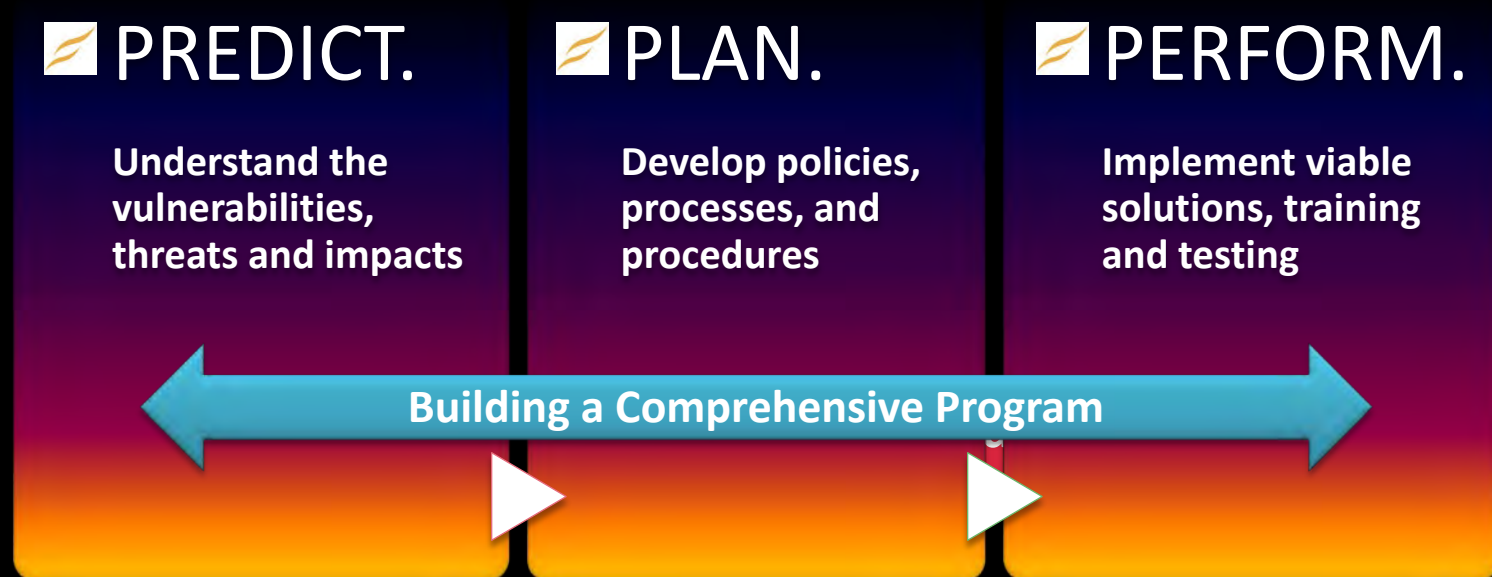 PREDICT.
Understand the
vulnerabilities,
threats and impacts
PLAN.
Develop policies,
processes, and
procedures
PERFORM.
Implement viable
solutions, training
and testing
Building a Comprehensive Program